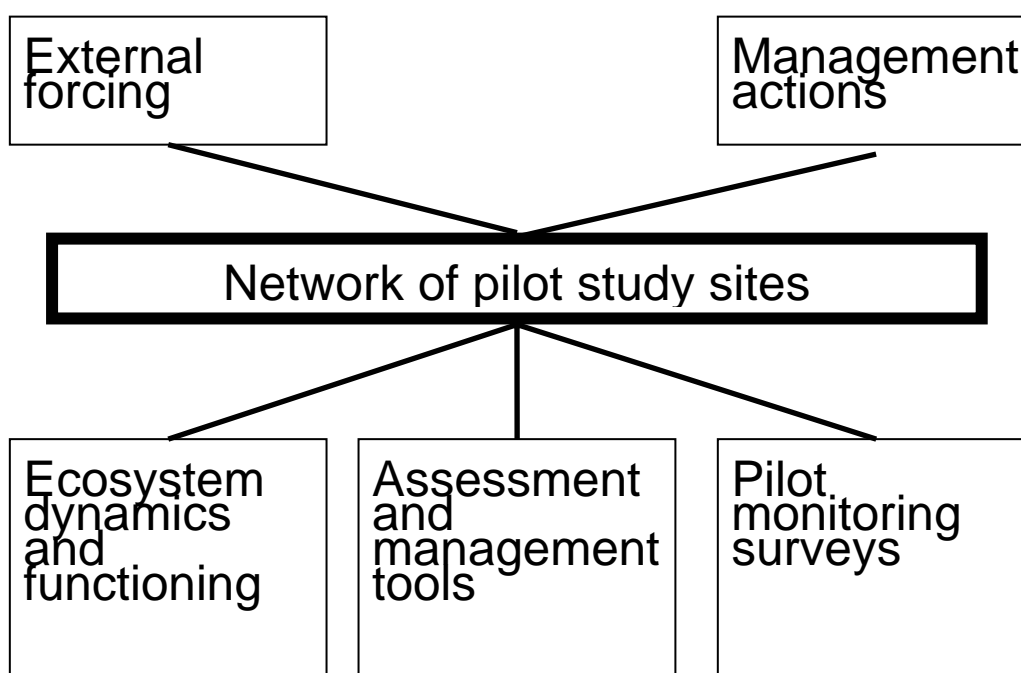 External
forcing
Management
actions
Network of pilot study sites
Ecosystem
dynamics
and
functioning
Assessment
and
management
tools
Pilot
monitoring
surveys